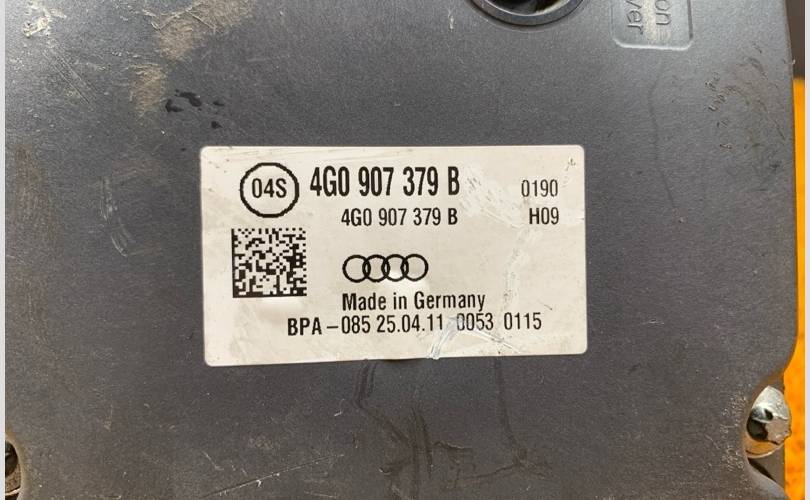 04S 4G0 907 379 B 0190
4G0 907 379 B H09
Made in Germany
BPA-085 25.04.11 0053 0115